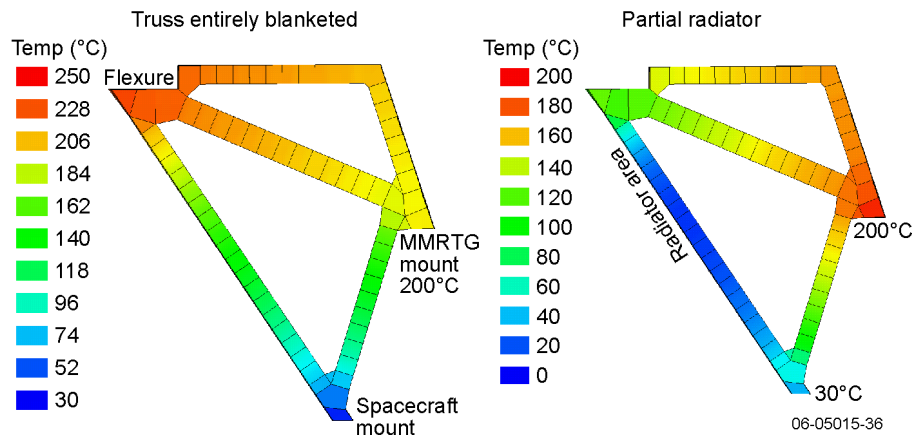 Truss entirely blanketed
Temp (°C)
250
228
206
184
162
140
118
96
74
52
30
Flexure
MMRTG
mount
200°C
Spacecraft
mount
Partial radiator
Temp (°C)
200
180
160
140
120
100
80
60
40
20
0
Radiator area
200°C
30°C
06-05015-36